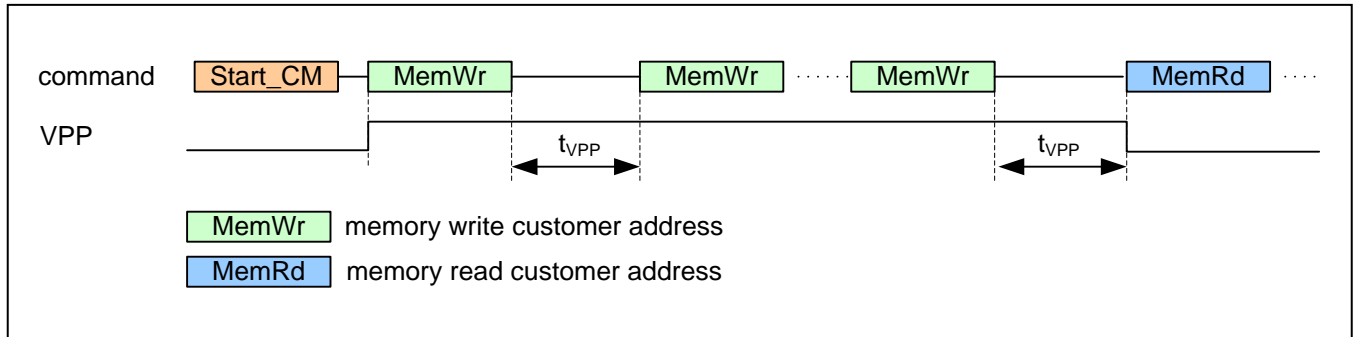 command Start_CM MemWr MemWr ...... MemWr MemRd ....
VPP
tVPP tVPP
MemWr memory write customer address
MemRd memory read customer address